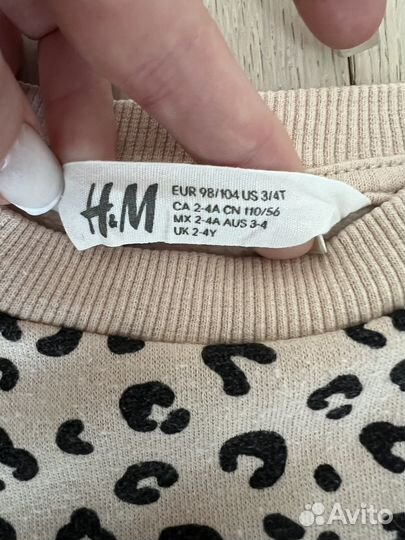 H&M
EUR 98/104 US 3/4T
CA 2-4A CN 110/56
MX 2-4A AUS 3-4
UK 2-4Y
Avito